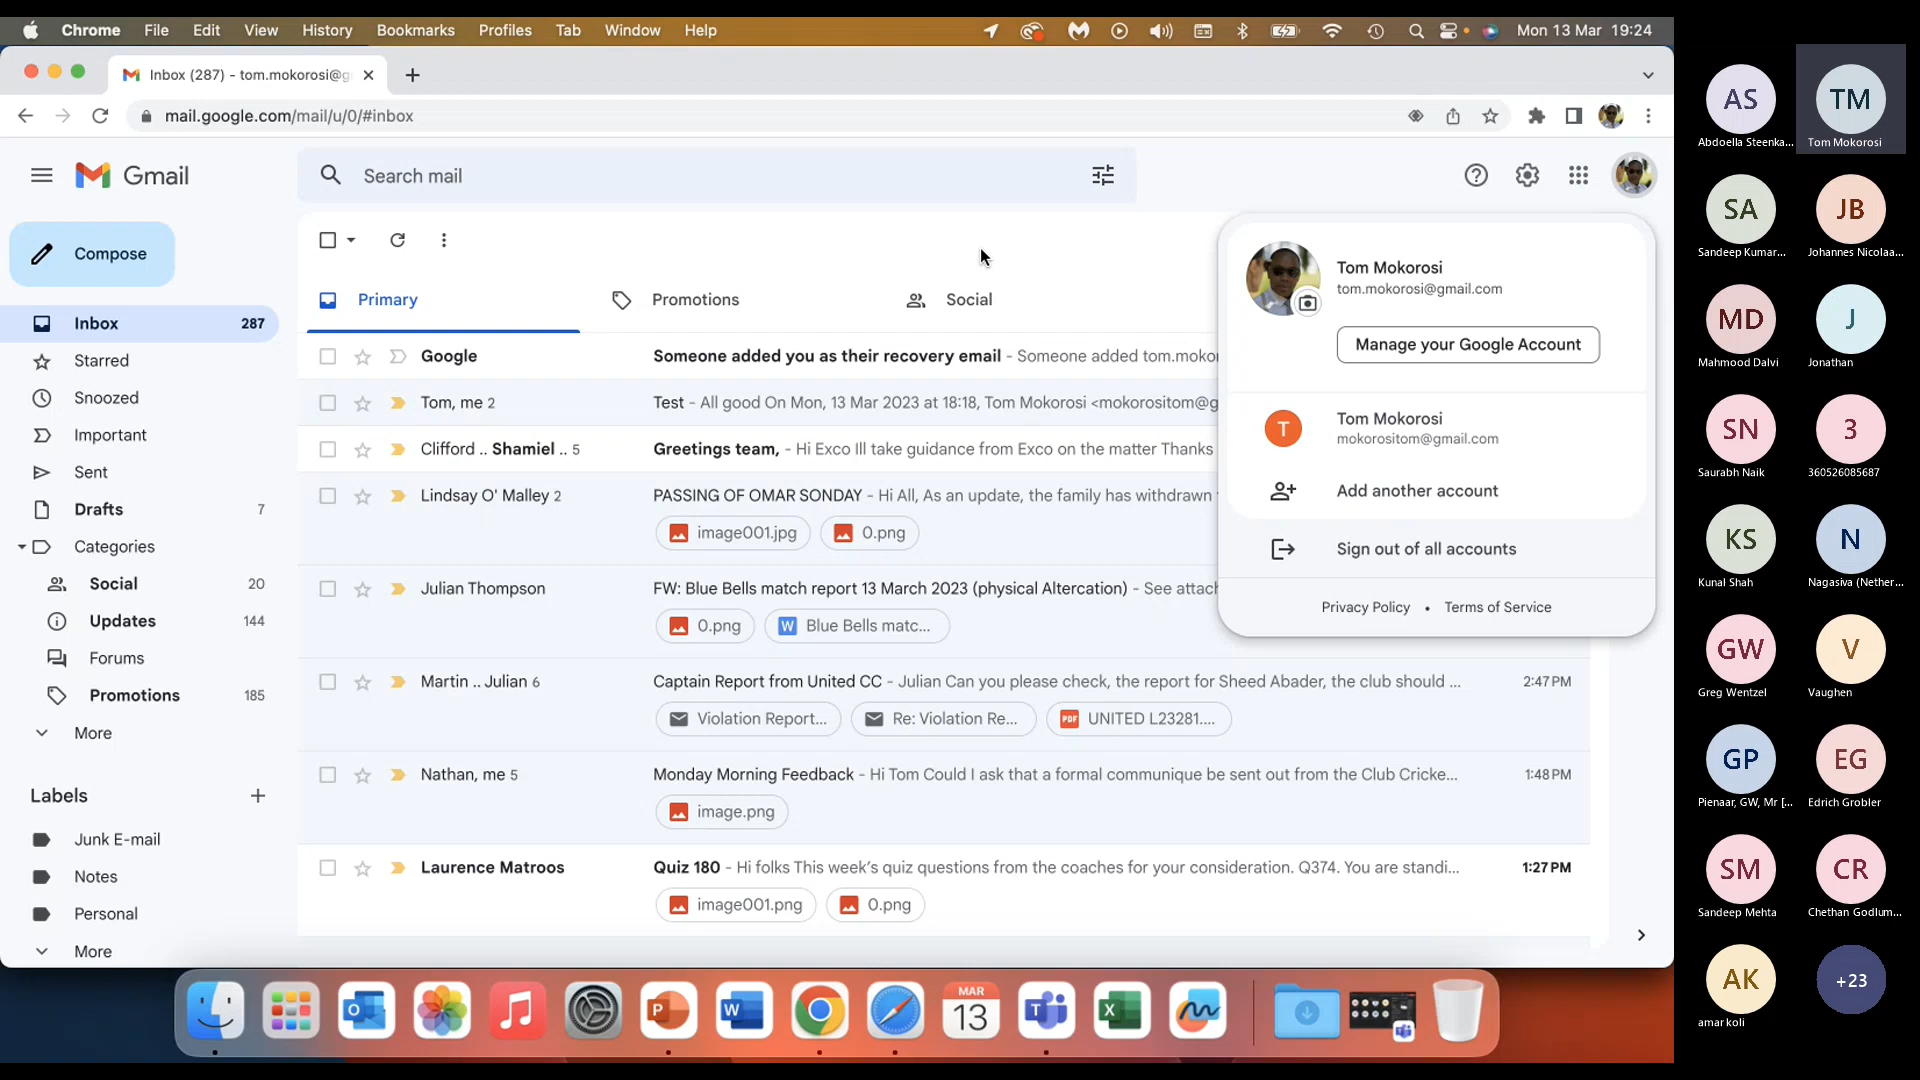 Chrome File Edit View History Bookmarks Profiles Tab Window Help Mon 13 Mar 19:24
Inbox (287) - tom.mokorosi@g
mail.google.com/mail/u/0/#inbox
Gmail
Search mail
Compose
Inbox 287
Starred
Snoozed
Important
Sent
Drafts 7
Categories
Social 20
Updates 144
Forums
Promotions 185
More
Labels
Junk E-mail
Notes
Personal
More
Primary Promotions Social
Google Someone added you as their recovery email - Someone added tom.moko
Tom, me 2 Test - All good On Mon, 13 Mar 2023 at 18:18, Tom Mokorosi <mokorositom@g
Clifford .. Shamiel .. 5 Greetings team, - Hi Exco Ill take guidance from Exco on the matter Thanks
Lindsay O' Malley 2 PASSING OF OMAR SONDAY - Hi All, As an update, the family has withdrawn
image001.jpg 0.png
Julian Thompson FW: Blue Bells match report 13 March 2023 (physical Altercation) - See attach
0.png W Blue Bells matc...
Martin .. Julian 6 Captain Report from United CC - Julian Can you please check, the report for Sheed Abader, the club should ... 2:47 PM
Violation Report... Re: Violation Re... PDF UNITED L23281....
Nathan, me 5 Monday Morning Feedback - Hi Tom Could I ask that a formal communique be sent out from the Club Cricke... 1:48 PM
image.png
Laurence Matroos Quiz 180 - Hi folks This week's quiz questions from the coaches for your consideration. Q374. You are standi... 1:27 PM
image001.png 0.png
Tom Mokorosi
tom.mokorosi@gmail.com
Manage your Google Account
T
Tom Mokorosi
mokorositom@gmail.com
Add another account
Sign out of all accounts
Privacy Policy • Terms of Service
MAR
13
AS TM
Abdoella Steenka... Tom Mokorosi
SA JB
Sandeep Kumar... Johannes Nicolaa...
MD J
Mahmood Dalvi Jonathan
SN 3
Saurabh Naik 360526085687
KS N
Kunal Shah Nagasiva (Nether...
GW V
Greg Wentzel Vaughen
GP EG
Pienaar, GW, Mr [... Edrich Grobler
SM CR
Sandeep Mehta Chethan Godlum...
AK +23
amar koli